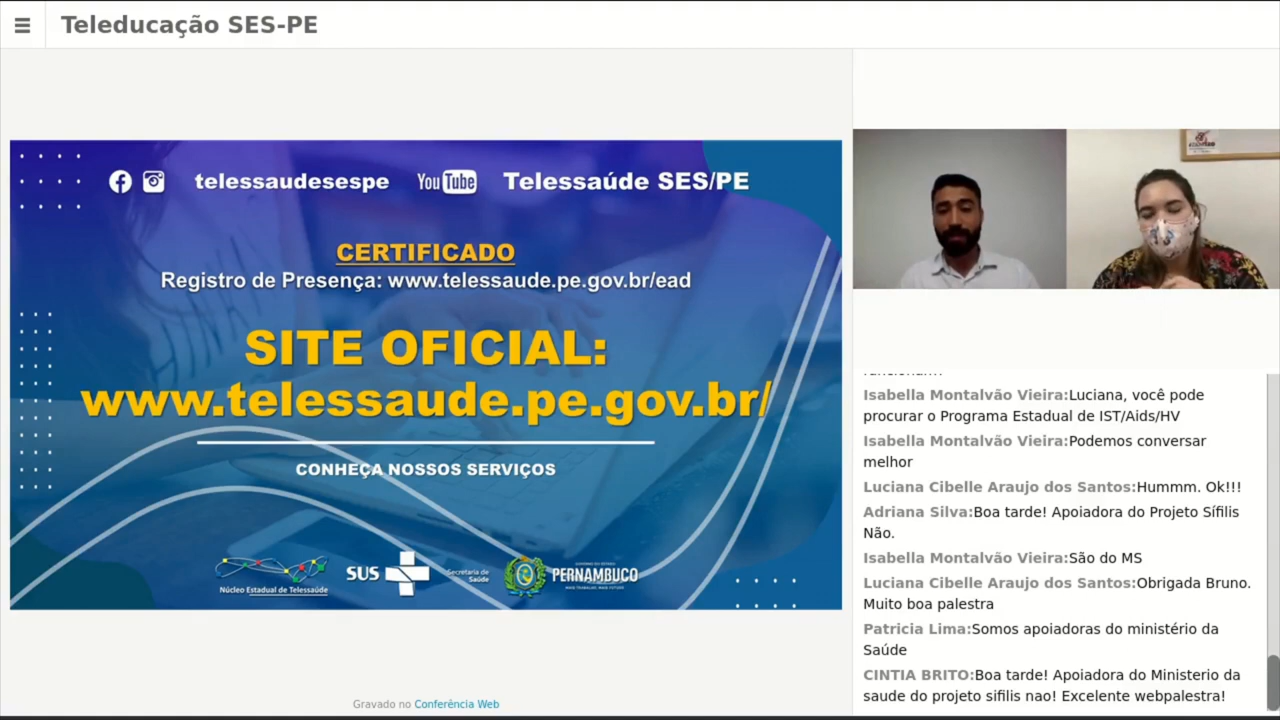 Teleducação SES-PE
telessaudesespe
You Tube
Telessaúde SES/PE
CERTIFICADO
Registro de Presença: www.telessaude.pe.gov.br/ead
SITE OFICIAL:
www.telessaude.pe.gov.br/
CONHEÇA NOSSOS SERVIÇOS
Núcleo Estadual de Telessaúde
SUS
Secretaria de
Saúde
PERNAMBUCO
Gravado no Conferência Web
Isabella Montalvão Vieira:Luciana, você pode
procurar o Programa Estadual de IST/Aids/HV
Isabella Montalvão Vieira:Podemos conversar
melhor
Luciana Cibelle Araujo dos Santos:Hummm. Ok!!!
Adriana Silva:Boa tarde! Apoiadora do Projeto Sífilis
Não.
Isabella Montalvão Vieira:São do MS
Luciana Cibelle Araujo dos Santos:Obrigada Bruno.
Muito boa palestra
Patricia Lima:Somos apoiadoras do ministério da
Saúde
CINTIA BRITO:Boa tarde! Apoiadora do Ministerio da
saude do projeto sifilis nao! Excelente webpalestra!